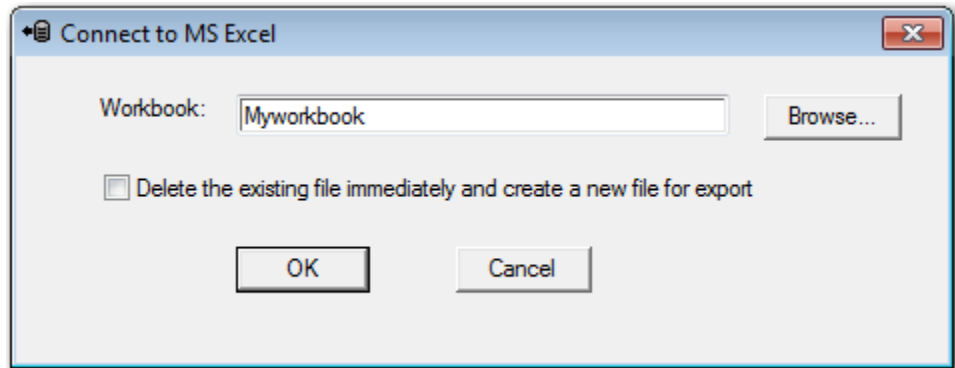 Connect to MS Excel
Workbook: Myworkbook Browse...
Delete the existing file immediately and create a new file for export
OK Cancel